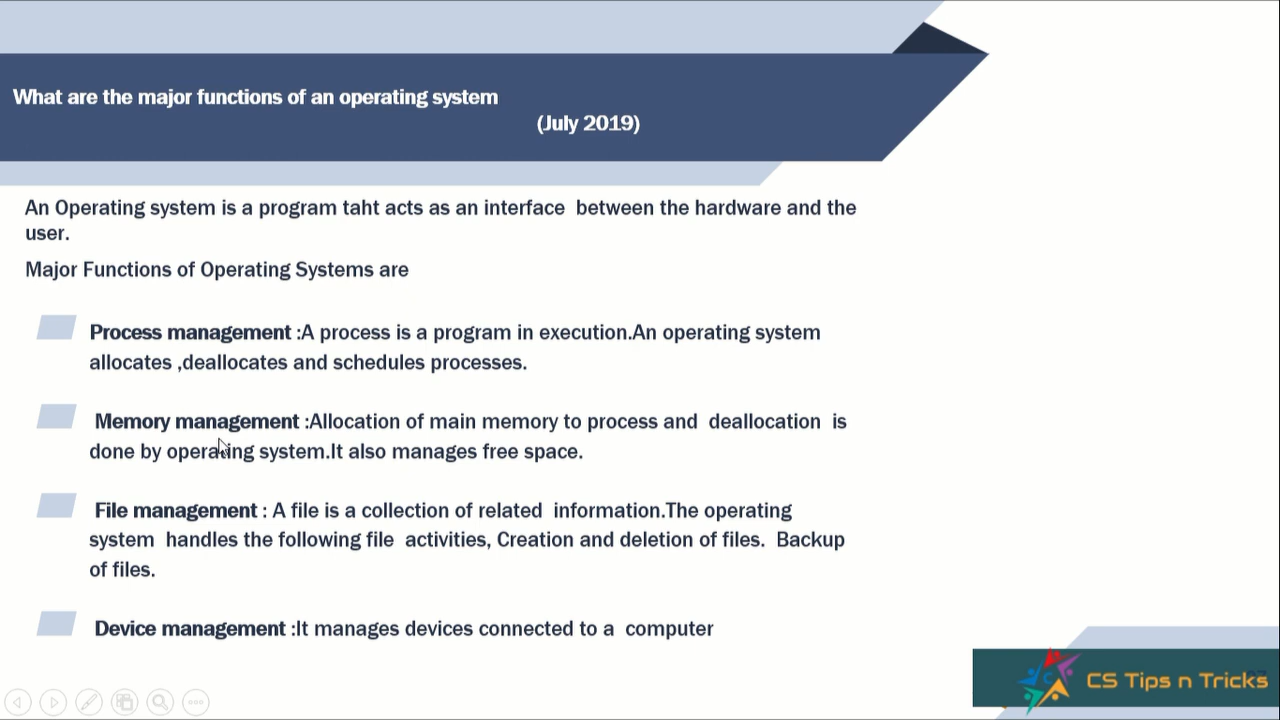 What are the major functions of an operating system
(July 2019)
An Operating system is a program taht acts as an interface  between the hardware and the
user.
Major Functions of Operating Systems are
Process management :A process is a program in execution.An operating system
allocates ,deallocates and schedules processes.
Memory management :Allocation of main memory to process and  deallocation  is
done by operating system.It also manages free space.
File management : A file is a collection of related  information.The operating
system  handles the following file  activities, Creation and deletion of files.  Backup
of files.
Device management :It manages devices connected to a  computer
CS Tips n Tricks